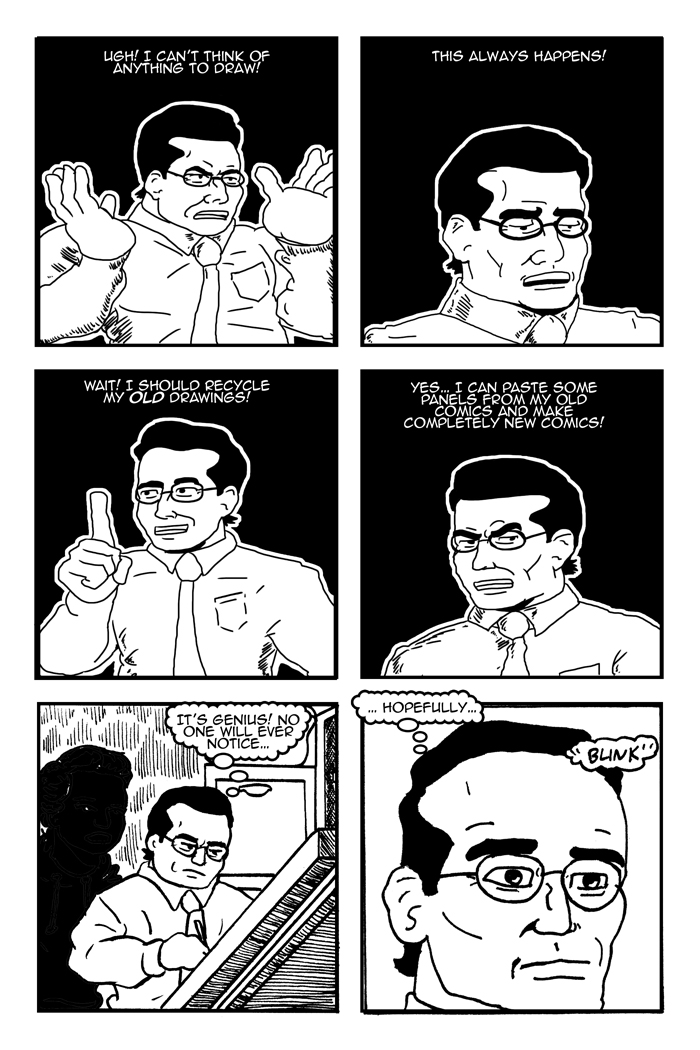 UGH! I CAN'T THINK OF
ANYTHING TO DRAW!
THIS ALWAYS HAPPENS!
WAIT! I SHOULD RECYCLE
MY OLD DRAWINGS!
YES... I CAN PASTE SOME
PANELS FROM MY OLD
COMICS AND MAKE
COMPLETELY NEW COMICS!
IT'S GENIUS! NO
ONE WILL EVER
NOTICE...
... HOPEFULLY...
"BLINK"